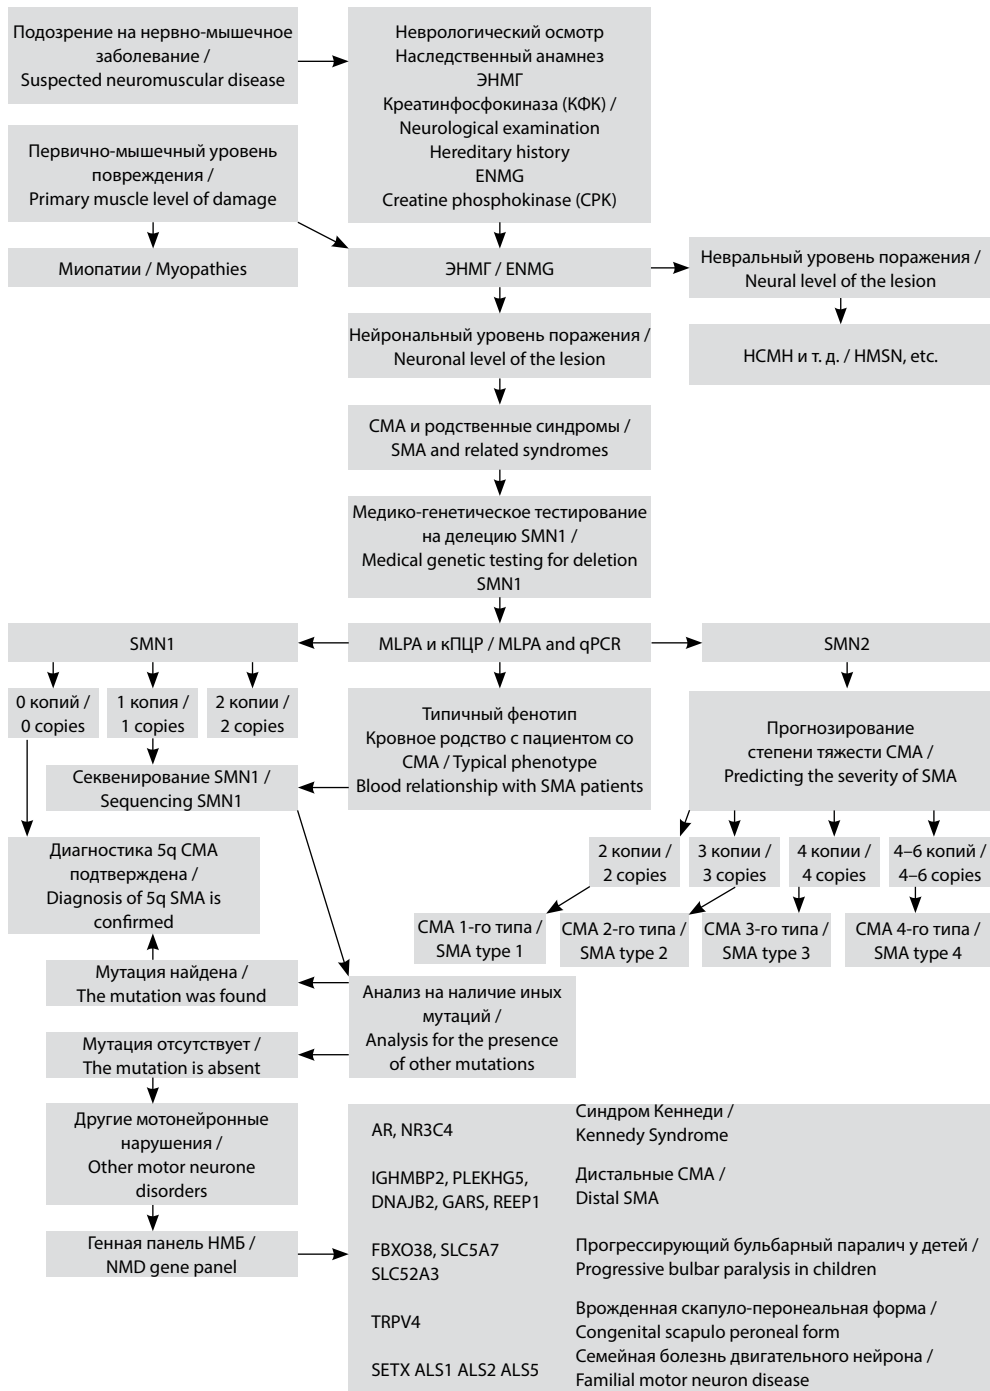 Подозрение на нервно-мышечное
заболевание /
Suspected neuromuscular disease
Неврологический осмотр
Наследственный анамнез
ЭНМГ
Креатинфосфокиназа (КФК) /
Neurological examination
Hereditary history
ENMG
Creatine phosphokinase (CPK)
Первично-мышечный уровень
повреждения /
Primary muscle level of damage
Миопатии / Myopathies
ЭНМГ / ENMG
Невральный уровень поражения /
Neural level of the lesion
НСМН и т. д. / HMSN, etc.
Нейрональный уровень поражения /
Neuronal level of the lesion
СМА и родственные синдромы /
SMA and related syndromes
Медико-генетическое тестирование
на делецию SMN1 /
Medical genetic testing for deletion
SMN1
SMN1
MLPA и кПЦР / MLPA and qPCR
SMN2
0 копий /
0 copies
1 копия /
1 copies
2 копии /
2 copies
Типичный фенотип
Кровное родство с пациентом со
СМА / Typical phenotype
Blood relationship with SMA patients
Прогнозирование
степени тяжести СМА /
Predicting the severity of SMA
Секвенирование SMN1 /
Sequencing SMN1
Диагностика 5q СМА
подтверждена /
Diagnosis of 5q SMA is
confirmed
2 копии /
2 copies
3 копии /
3 copies
4 копии /
4 copies
4–6 копий /
4–6 copies
СМА 1-го типа /
SMA type 1
СМА 2-го типа /
SMA type 2
СМА 3-го типа /
SMA type 3
СМА 4-го типа /
SMA type 4
Мутация найдена /
The mutation was found
Анализ на наличие иных
мутаций /
Analysis for the presence
of other mutations
Мутация отсутствует /
The mutation is absent
Другие мотонейронные
нарушения /
Other motor neurone
disorders
Генная панель НМБ /
NMD gene panel
AR, NR3C4
Синдром Кеннеди /
Kennedy Syndrome
IGHMBP2, PLEKHG5,
DNAJB2, GARS, REEP1
Дистальные СМА /
Distal SMA
FBXO38, SLC5A7
SLC52A3
Прогрессирующий бульбарный паралич у детей /
Progressive bulbar paralysis in children
TRPV4
Врожденная скапуло-перонеальная форма /
Congenital scapulo peroneal form
SETX ALS1 ALS2 ALS5
Семейная болезнь двигательного нейрона /
Familial motor neuron disease